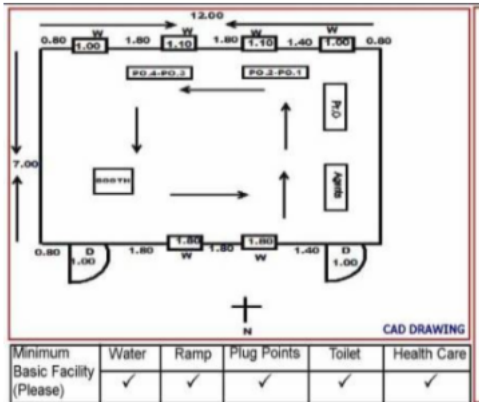 12.00
W W W W
0.80 1.00 1.80 1.10 1.80 1.10 1.40 1.00 0.80
PO.4-PO.3 PO.2-PO.1
Pr.O
7.00
BOOTH
Agents
0.80 D 1.80 1.80 1.80 1.80 1.40 D
1.00 W W 1.00
N
CAD DRAWING
Minimum Basic Facility (Please) Water Ramp Plug Points Toilet Health Care
✓ ✓ ✓ ✓ ✓